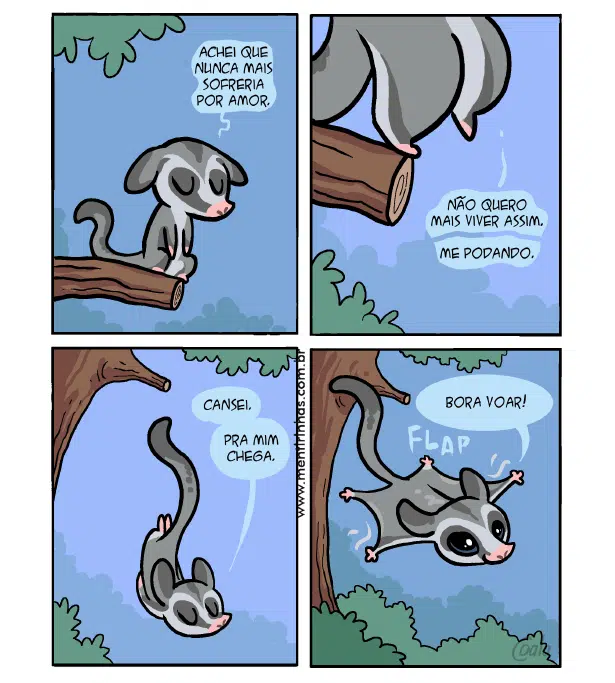 ACHEI QUE
NUNCA MAIS
SOFRERIA
POR AMOR.
NÃO QUERO
MAIS VIVER ASSIM.
ME PODANDO.
CANSEI.
PRA MIM
CHEGA.
www.mentirinhas.com.br
BORA VOAR!
FLAP